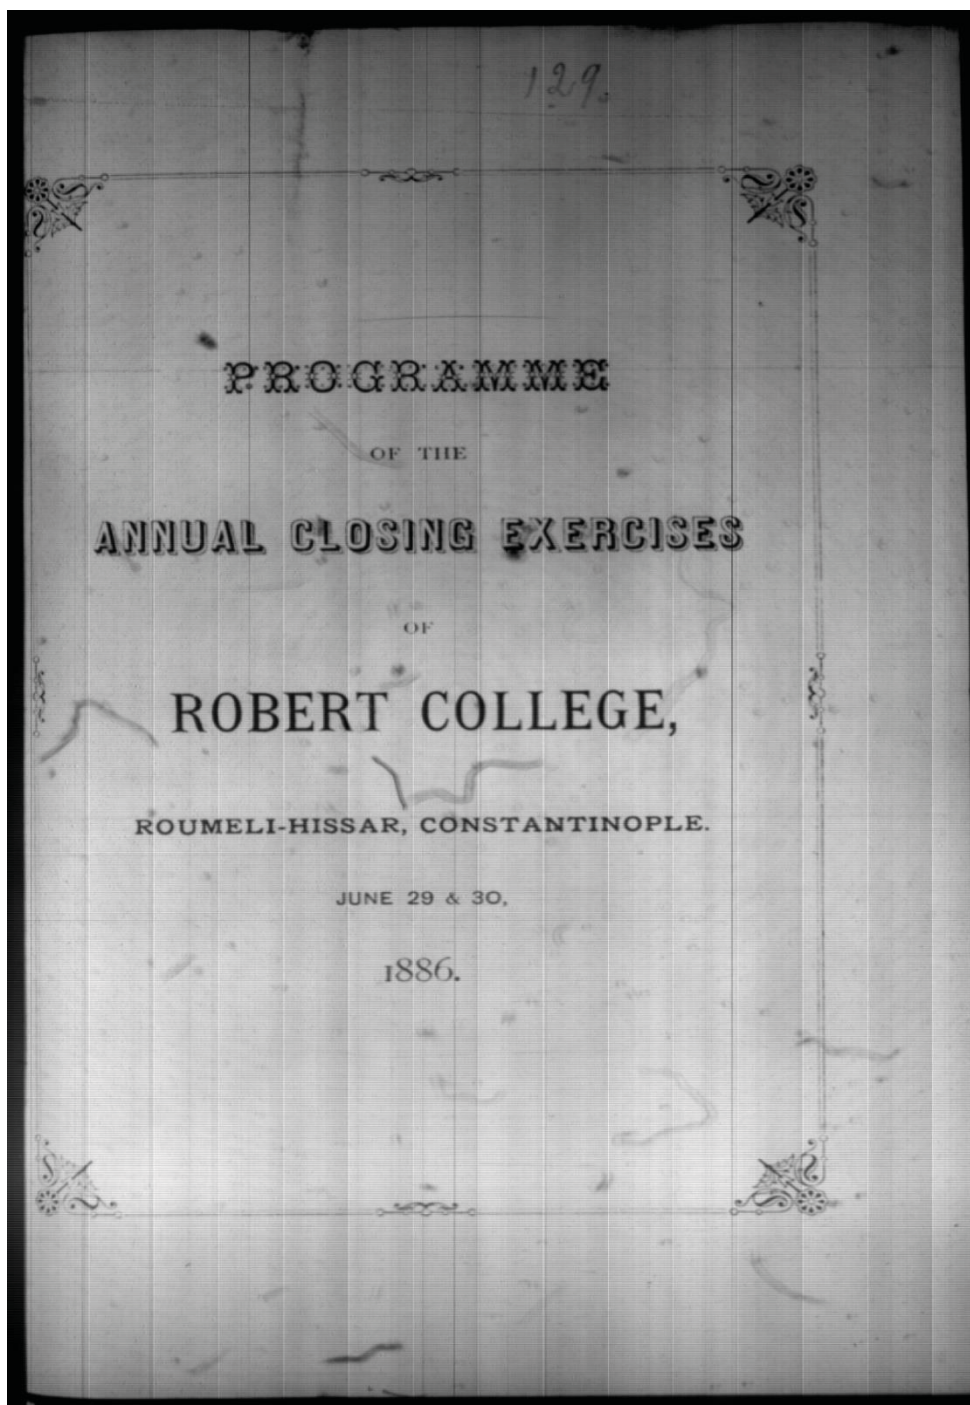 129.
PROGRAMME
OF THE
ANNUAL CLOSING EXERCISES
OF
ROBERT COLLEGE,
ROUMELI-HISSAR, CONSTANTINOPLE.
JUNE 29 & 30,
1886.